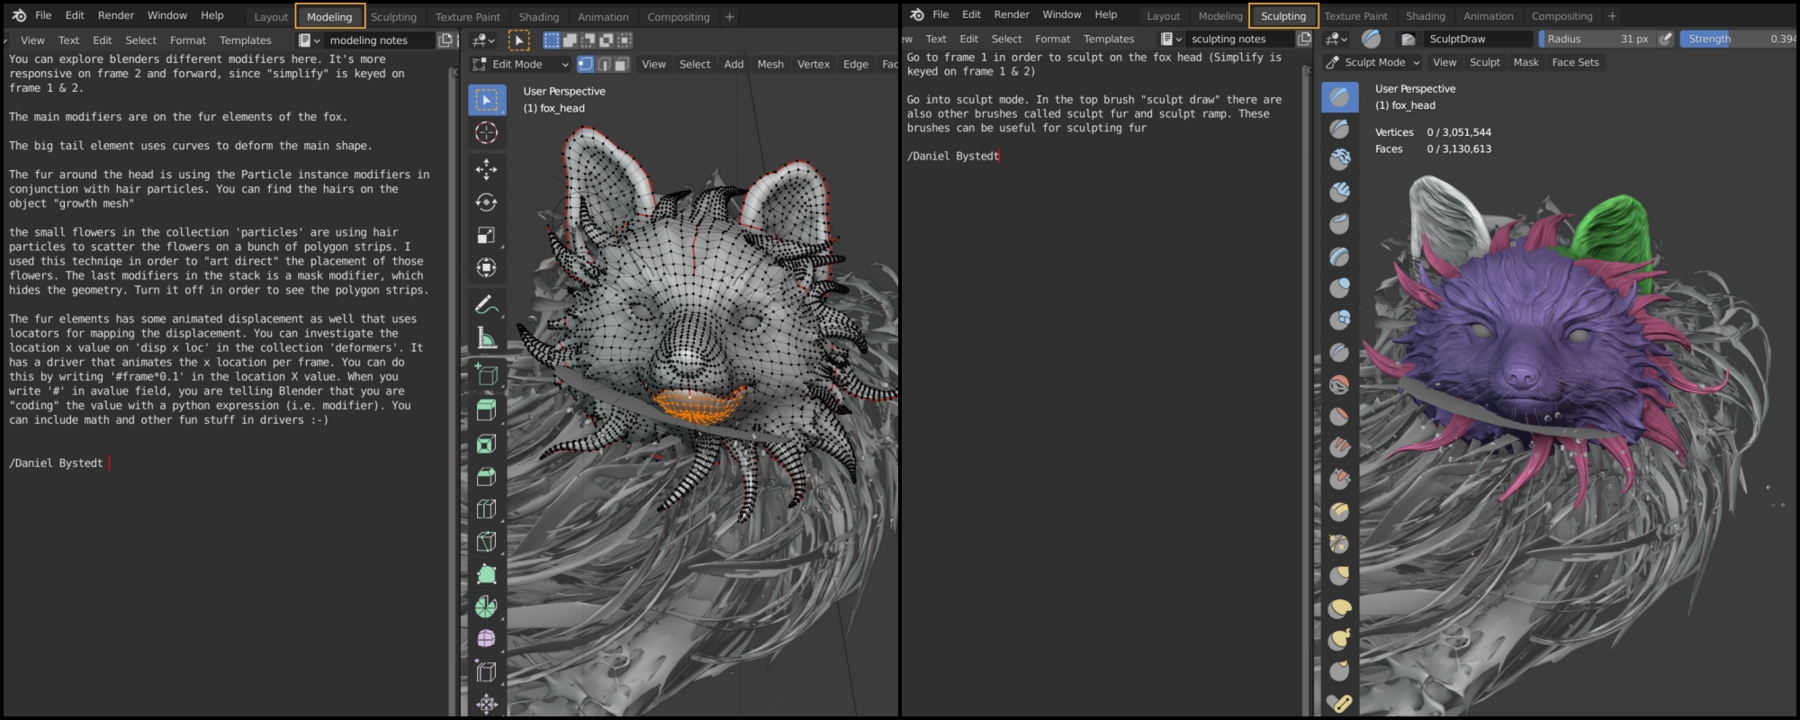 File Edit Render Window Help Layout Modeling Sculpting Texture Paint Shading Animation Compositing +
View Text Edit Select Format Templates modeling notes
You can explore blenders different modifiers here. It's more
responsive on frame 2 and forward, since "simplify" is keyed on
frame 1 & 2.
The main modifiers are on the fur elements of the fox.
The big tail element uses curves to deform the main shape.
The fur around the head is using the Particle instance modifiers in
conjunction with hair particles. You can find the hairs on the
object "growth mesh"
the small flowers in the collection 'particles' are using hair
particles to scatter the flowers on a bunch of polygon strips. I
used this techniqe in order to "art direct" the placement of those
flowers. The last modifiers in the stack is a mask modifier, which
hides the geometry. Turn it off in order to see the polygon strips.
The fur elements has some animated displacement as well that uses
locators for mapping the displacement. You can investigate the
location x value on 'disp x loc' in the collection 'deformers'. It
has a driver that animates the x location per frame. You can do
this by writing '#frame*0.1' in the location X value. When you
write '#' in avalue field, you are telling Blender that you are
"coding" the value with a python expression (i.e. modifier). You
can include math and other fun stuff in drivers :-)
/Daniel Bystedt
Edit Mode View Select Add Mesh Vertex Edge Fac
User Perspective
(1) fox_head
File Edit Render Window Help Layout Modeling Sculpting Texture Paint Shading Animation Compositing +
ew Text Edit Select Format Templates sculpting notes
Go to frame 1 in order to sculpt on the fox head (Simplify is
keyed on frame 1 & 2)
Go into sculpt mode. In the top brush "sculpt draw" there are
also other brushes called sculpt fur and sculpt ramp. These
brushes can be useful for sculpting fur
/Daniel Bystedt
SculptDraw Radius 31 px Strength 0.394
Sculpt Mode View Sculpt Mask Face Sets
User Perspective
(1) fox_head
Vertices 0 / 3,051,544
Faces 0 / 3,130,613